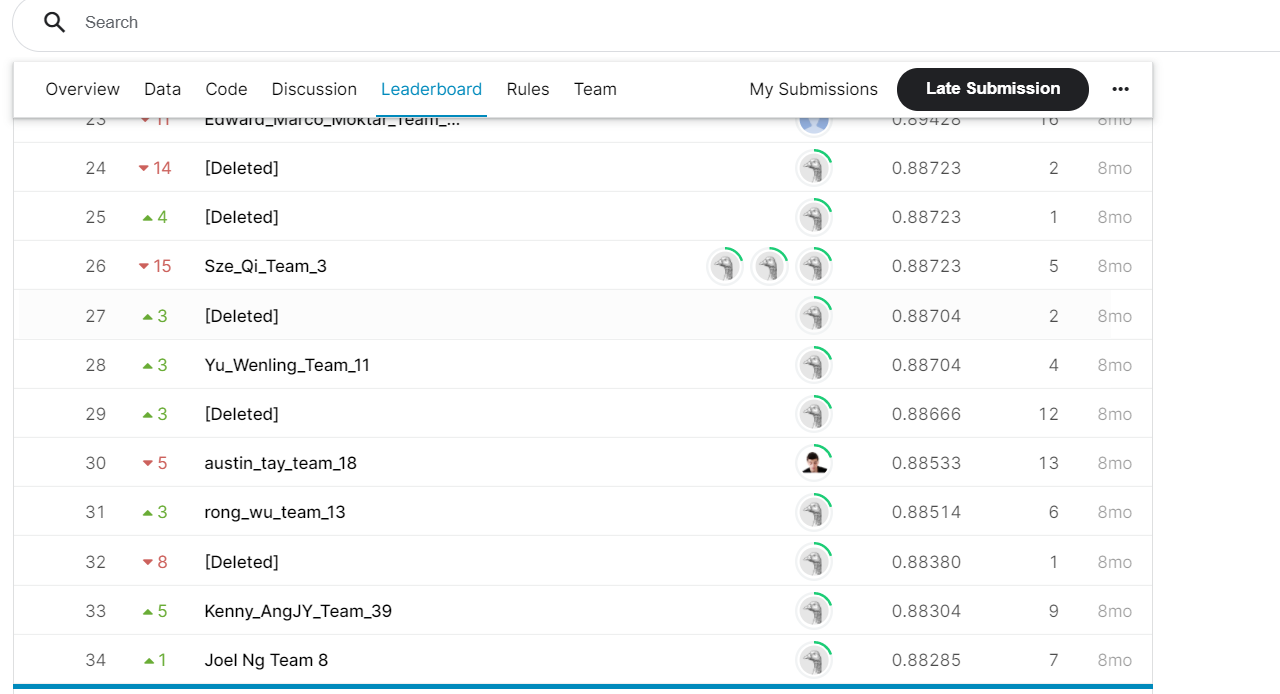 Search
Overview Data Code Discussion Leaderboard Rules Team My Submissions Late Submission
23 11 Edward_Marco_Moktar_Team_... 0.89428 16 8mo
24 14 [Deleted] 0.88723 2 8mo
25 4 [Deleted] 0.88723 1 8mo
26 15 Sze_Qi_Team_3 0.88723 5 8mo
27 3 [Deleted] 0.88704 2 8mo
28 3 Yu_Wenling_Team_11 0.88704 4 8mo
29 3 [Deleted] 0.88666 12 8mo
30 5 austin_tay_team_18 0.88533 13 8mo
31 3 rong_wu_team_13 0.88514 6 8mo
32 8 [Deleted] 0.88380 1 8mo
33 5 Kenny_AngJY_Team_39 0.88304 9 8mo
34 1 Joel Ng Team 8 0.88285 7 8mo